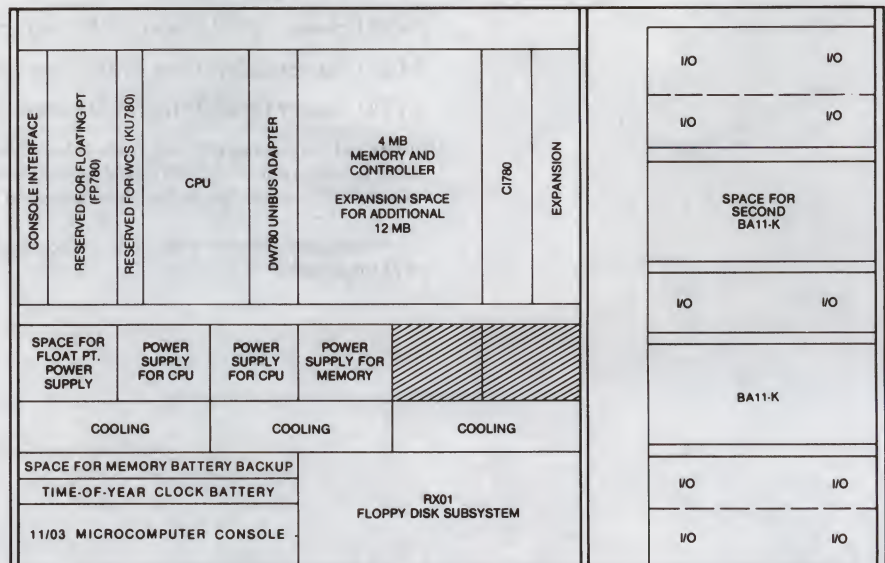 CONSOLE INTERFACE
RESERVED FOR FLOATING PT
(FP780)
RESERVED FOR WCS (KU780)
CPU
DW780 UNIBUS ADAPTER
4 MB
MEMORY AND
CONTROLLER
EXPANSION SPACE
FOR ADDITIONAL
12 MB
CI780
EXPANSION
SPACE FOR
FLOAT PT.
POWER
SUPPLY
POWER
SUPPLY
FOR CPU
POWER
SUPPLY
FOR CPU
POWER
SUPPLY FOR
MEMORY
COOLING
COOLING
COOLING
SPACE FOR MEMORY BATTERY BACKUP
TIME-OF-YEAR CLOCK BATTERY
11/03 MICROCOMPUTER CONSOLE
RX01
FLOPPY DISK SUBSYSTEM
I/O I/O
I/O I/O
SPACE FOR
SECOND
BA11-K
I/O I/O
BA11-K
I/O I/O
I/O I/O